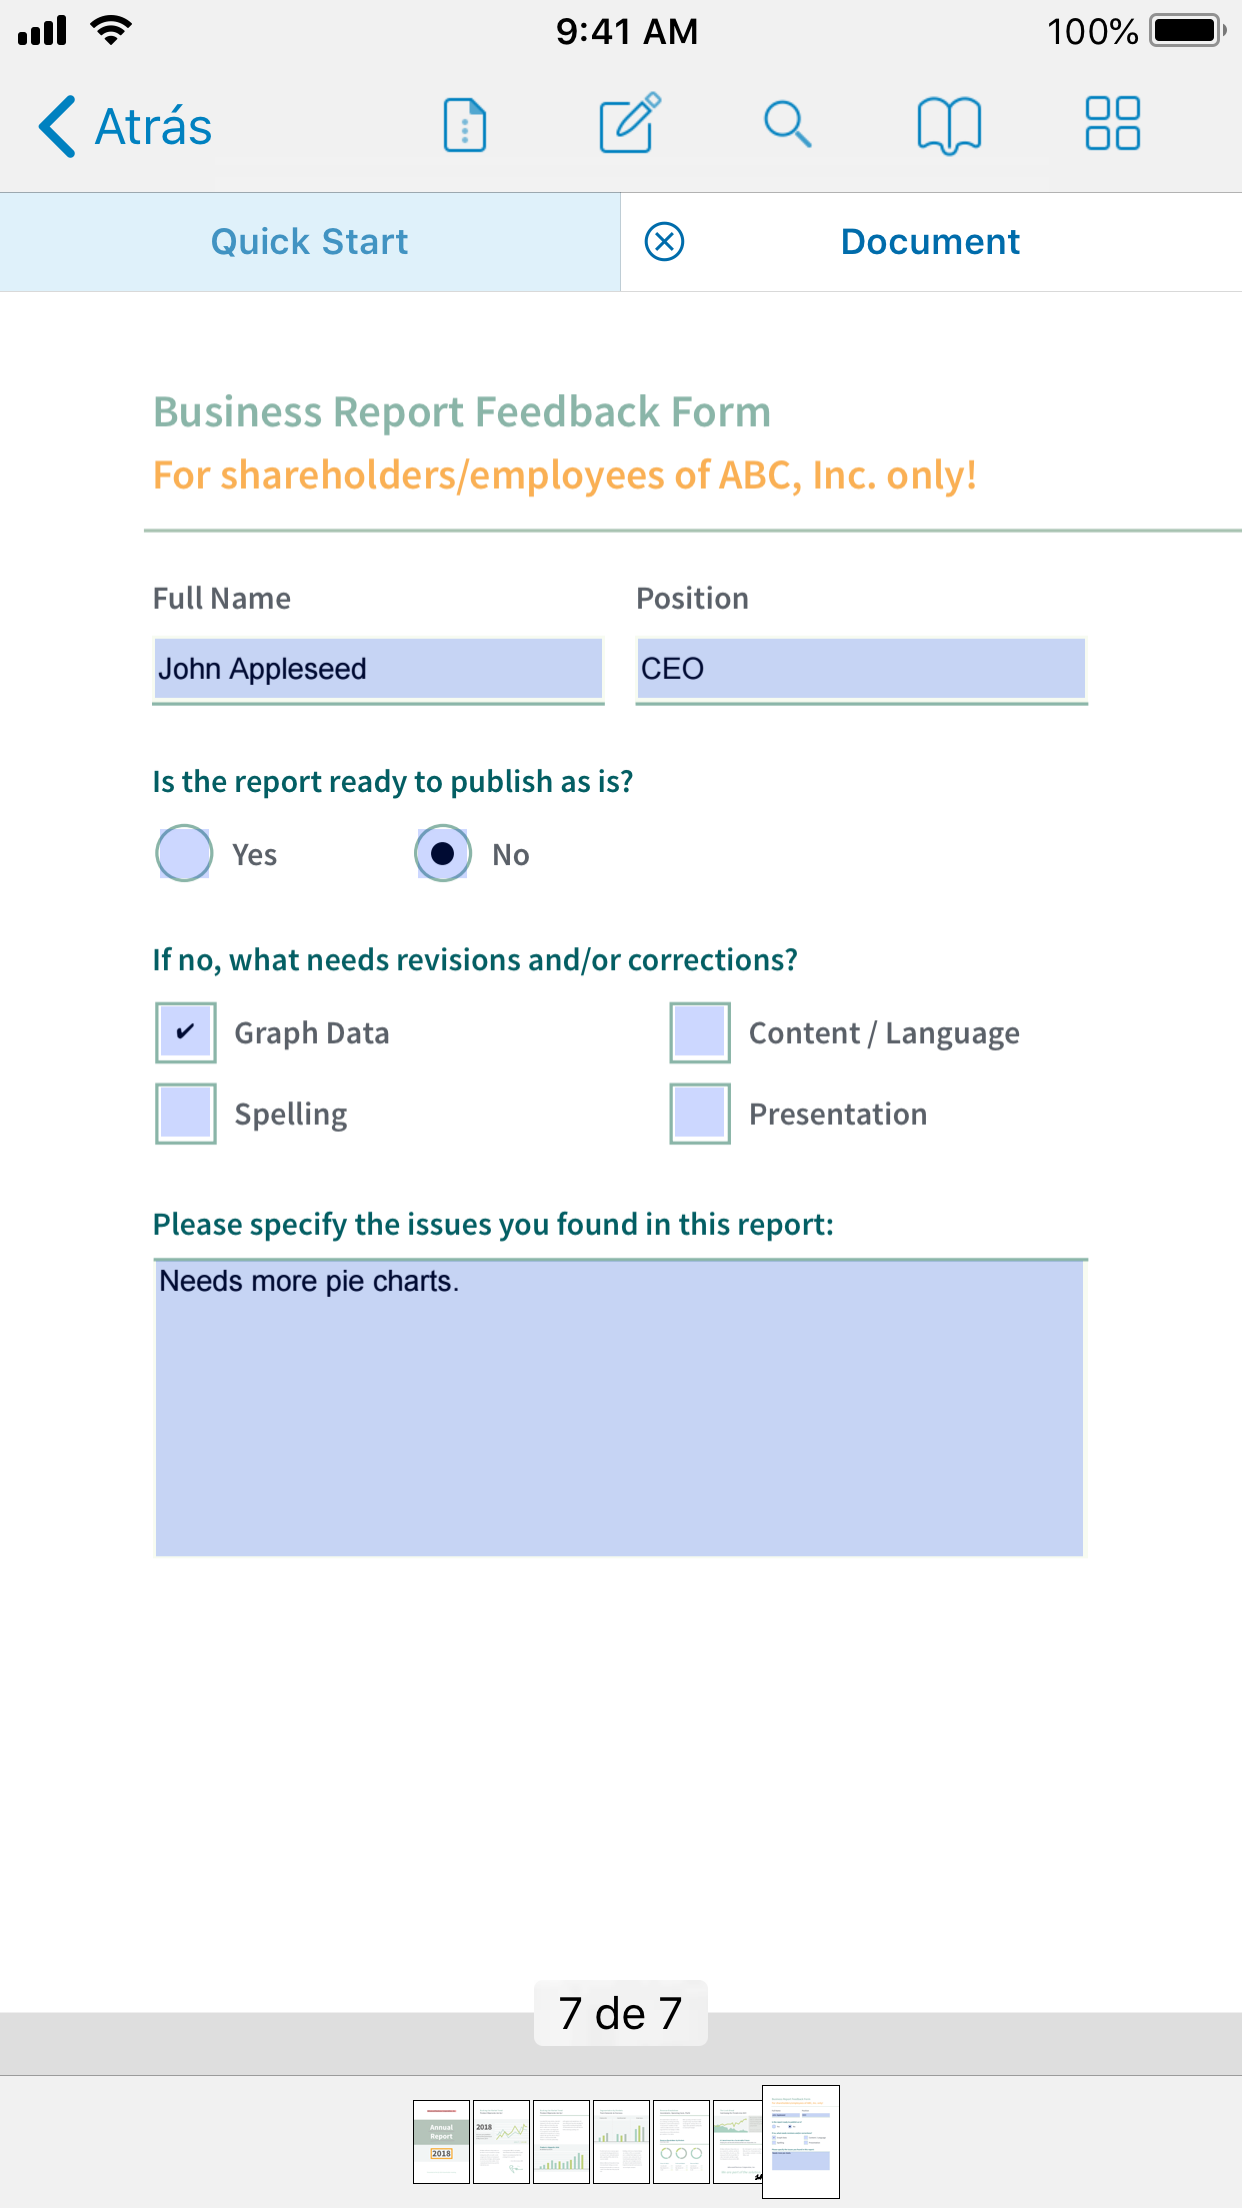 9:41 AM
100%
Atrás
Quick Start
Document
Business Report Feedback Form
For shareholders/employees of ABC, Inc. only!
Full Name
Position
John Appleseed
CEO
Is the report ready to publish as is?
Yes
No
If no, what needs revisions and/or corrections?
Graph Data
Content / Language
Spelling
Presentation
Please specify the issues you found in this report:
Needs more pie charts.
7 de 7
Annual
Report
2018
2018